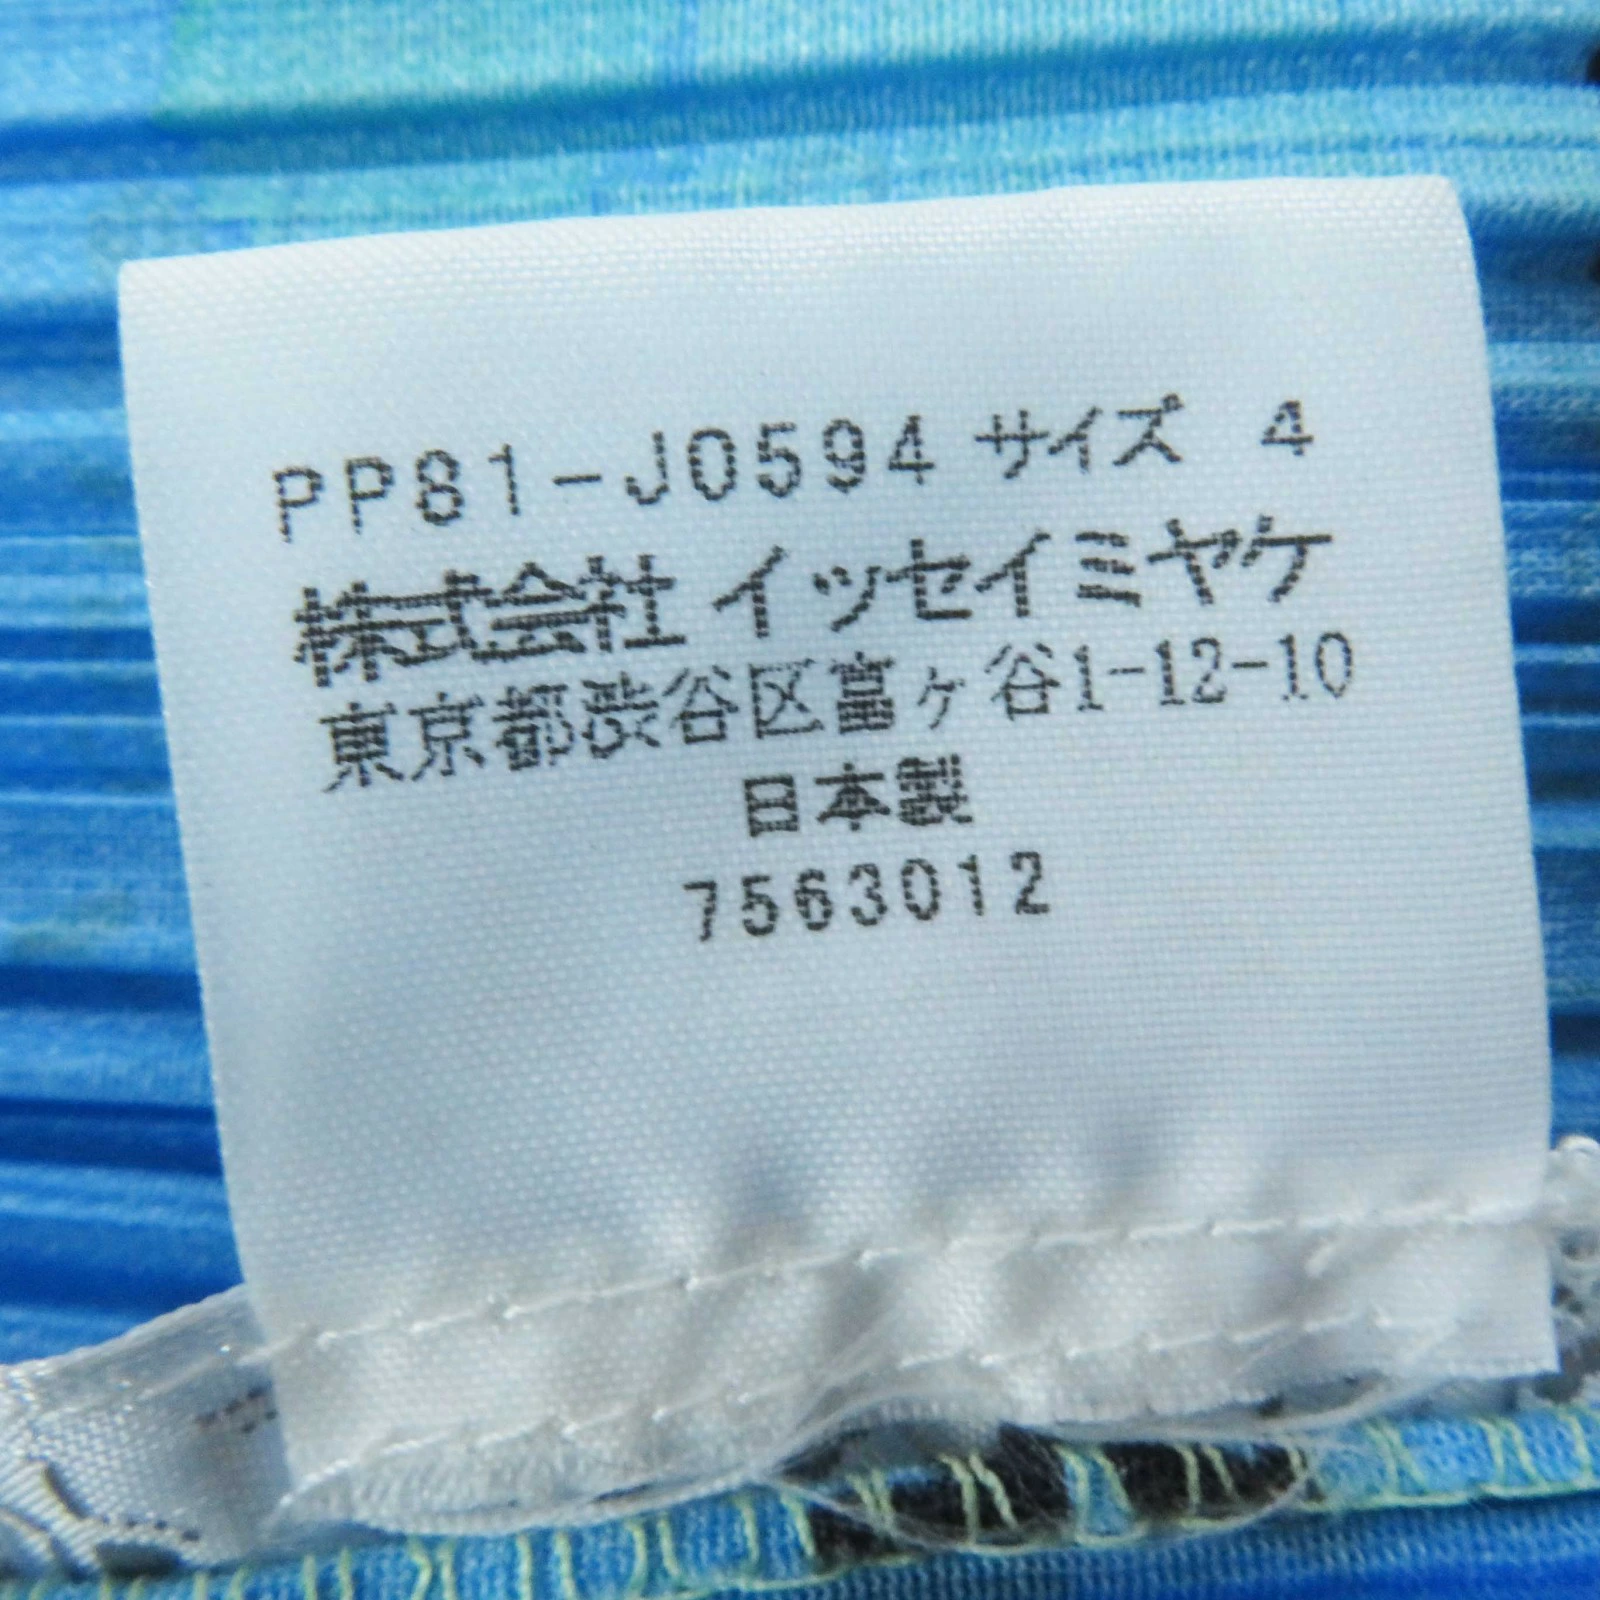 PP81-J0594 サイズ 4
株式会社 イッセイミヤケ
東京都渋谷区富ヶ谷1-12-10
日本製
7563012